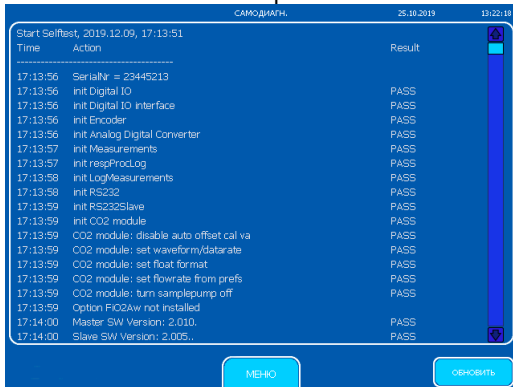 САМОДИАГН. 25.10.2019 13:22:18
Start Selftest, 2019.12.09, 17:13:51
Time Action Result
----------------------------------------
17:13:56 SerialNr = 23445213
17:13:56 init Digital IO PASS
17:13:56 init Digital IO interface PASS
17:13:56 init Encoder PASS
17:13:56 init Analog Digital Converter PASS
17:13:57 init Measurements PASS
17:13:57 init respProcLog PASS
17:13:58 init LogMeasurements PASS
17:13:58 init RS232 PASS
17:13:59 init RS232Slave PASS
17:13:59 init CO2 module PASS
17:13:59 CO2 module: disable auto offset cal va PASS
17:13:59 CO2 module: set waveform/datarate PASS
17:13:59 CO2 module: set float format PASS
17:13:59 CO2 module: set flowrate from prefs PASS
17:13:59 CO2 module: turn samplepump off PASS
17:13:59 Option FiO2Aw not installed
17:14:00 Master SW Version: 2.010. PASS
17:14:00 Slave SW Version: 2.005.. PASS
МЕНЮ ОБНОВИТЬ